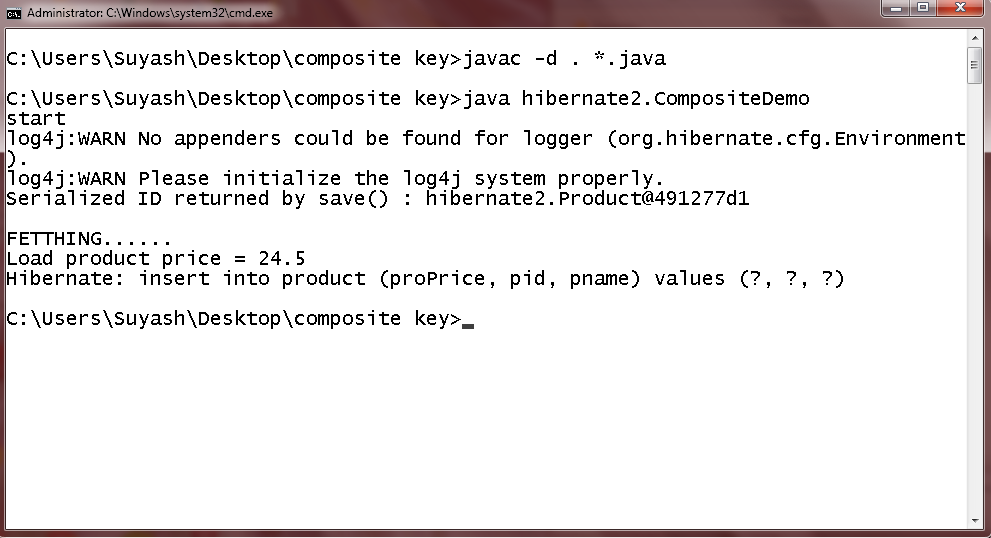 Administrator: C:\Windows\system32\cmd.exe
C:\Users\Suyash\Desktop\composite key>javac -d . *.java
C:\Users\Suyash\Desktop\composite key>java hibernate2.CompositeDemo
start
log4j:WARN No appenders could be found for logger (org.hibernate.cfg.Environment
).
log4j:WARN Please initialize the log4j system properly.
Serialized ID returned by save() : hibernate2.Product@491277d1
FETTHING......
Load product price = 24.5
Hibernate: insert into product (proPrice, pid, pname) values (?, ?, ?)
C:\Users\Suyash\Desktop\composite key>